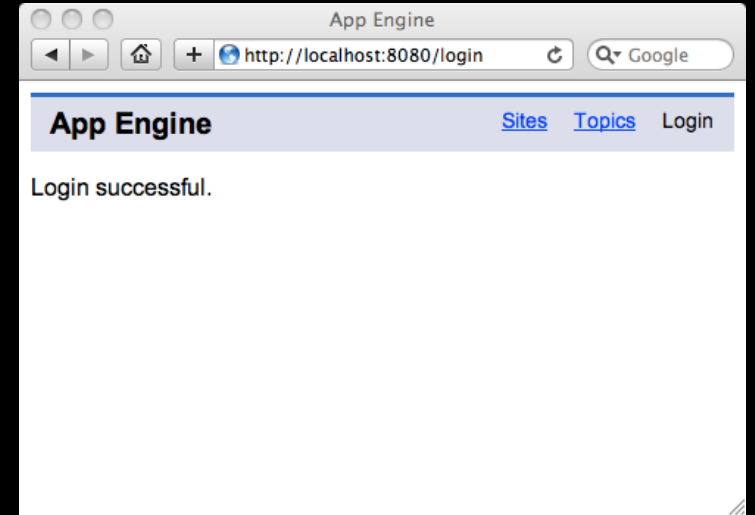 App Engine
http://localhost:8080/login
Google
App Engine Sites Topics Login
Login successful.